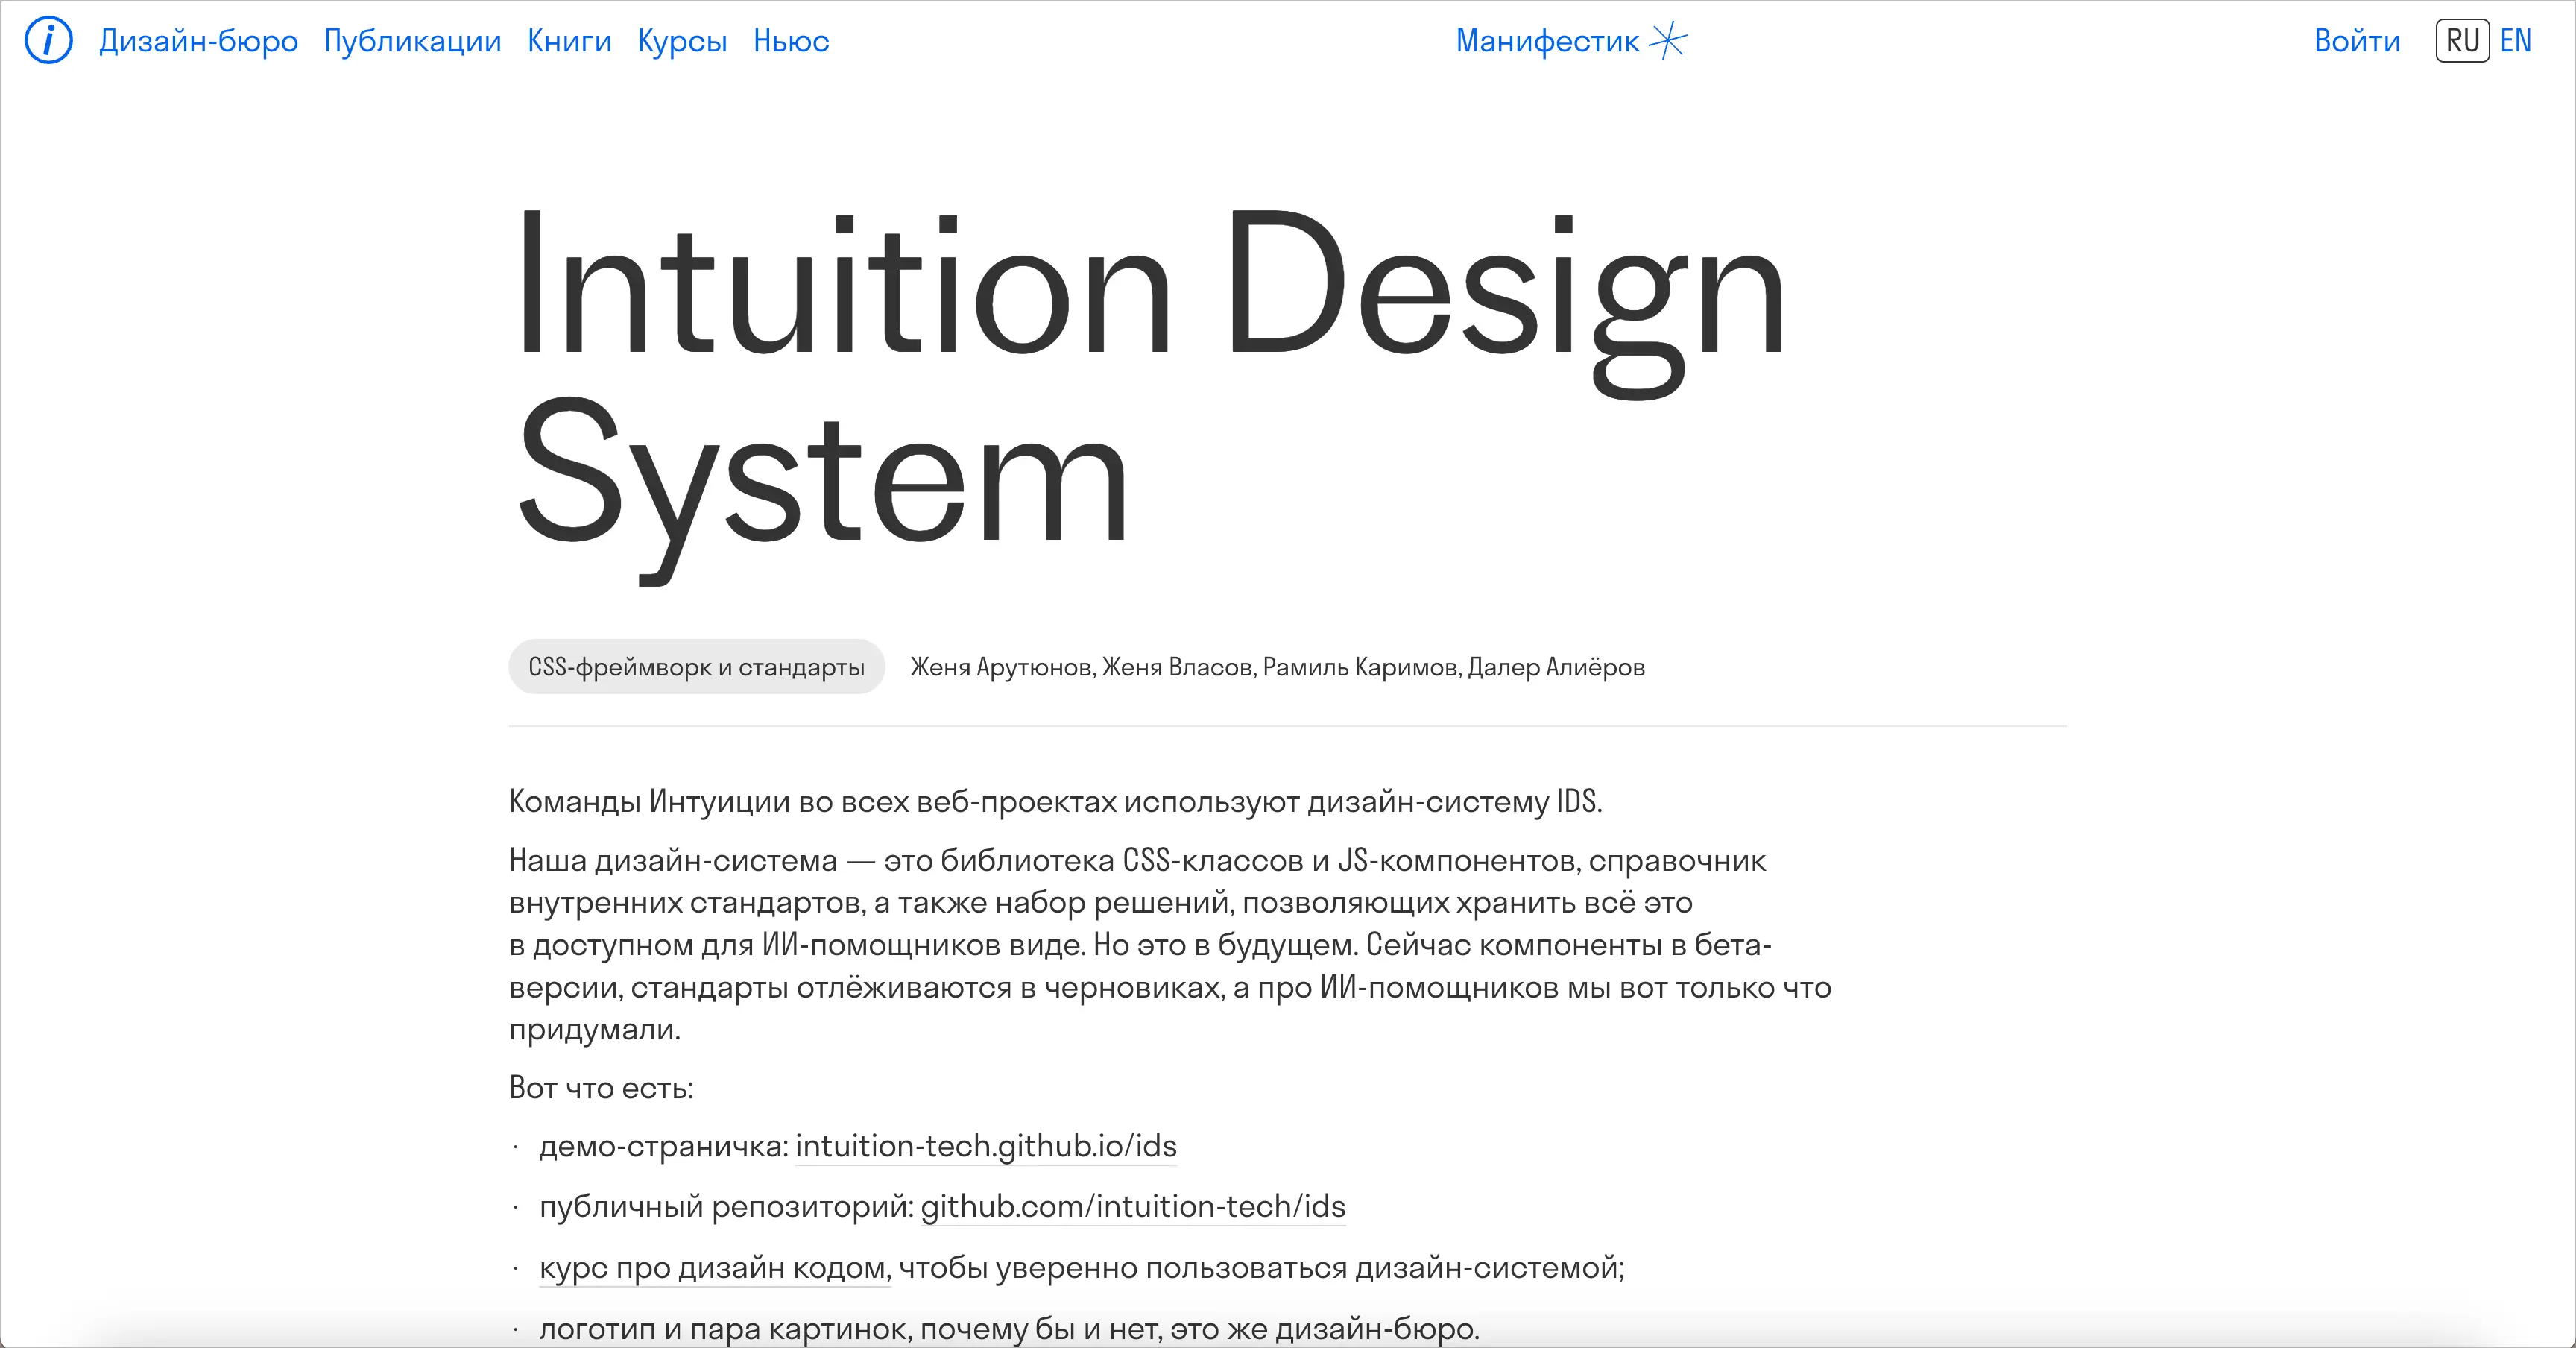 i Дизайн-бюро Публикации Книги Курсы Ньюс Манифестик Войти RU EN
Intuition Design
System
CSS-фреймворк и стандарты Женя Арутюнов, Женя Власов, Рамиль Каримов, Далер Алиёров
Команды Интуиции во всех веб-проектах используют дизайн-систему IDS.
Наша дизайн-система — это библиотека CSS-классов и JS-компонентов, справочник
внутренних стандартов, а также набор решений, позволяющих хранить всё это
в доступном для ИИ-помощников виде. Но это в будущем. Сейчас компоненты в бета-
версии, стандарты отлёживаются в черновиках, а про ИИ-помощников мы вот только что
придумали.
Вот что есть:
· демо-страничка: intuition-tech.github.io/ids
· публичный репозиторий: github.com/intuition-tech/ids
· курс про дизайн кодом, чтобы уверенно пользоваться дизайн-системой;
· логотип и пара картинок, почему бы и нет, это же дизайн-бюро.